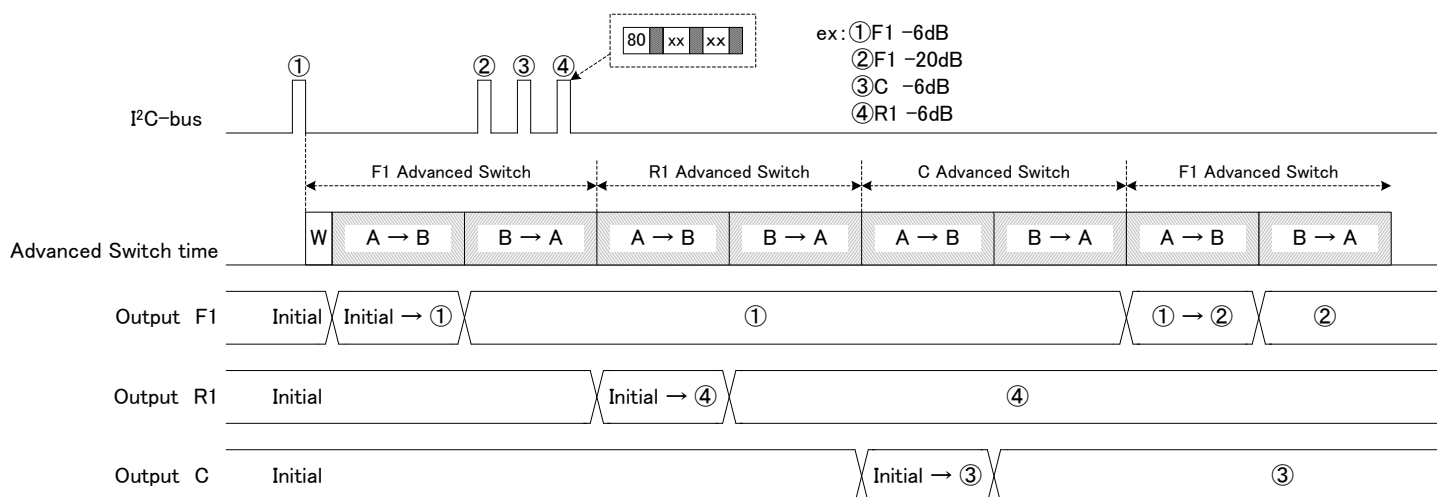 80 xx xx
ex:①F1 -6dB
②F1 -20dB
③C -6dB
④R1 -6dB
① ② ③ ④
I²C-bus
F1 Advanced Switch R1 Advanced Switch C Advanced Switch F1 Advanced Switch
Advanced Switch time W A → B B → A A → B B → A A → B B → A A → B B → A
Output F1 Initial Initial → ① ① ① → ② ②
Output R1 Initial Initial → ④ ④
Output C Initial Initial → ③ ③